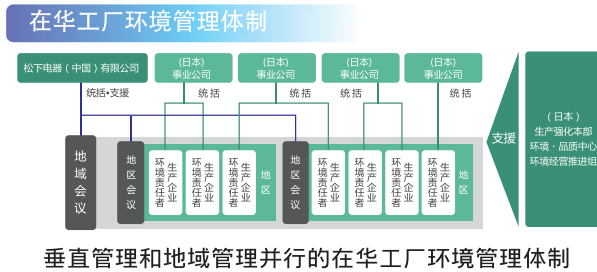 在华工厂环境管理体制
松下电器（中国）有限公司
(日本)
事业公司
(日本)
事业公司
(日本)
事业公司
(日本)
事业公司
统括•支援
统括
统括
统括
统括
地域会议
地区会议
生产企业
环境责任者
生产企业
环境责任者
生产企业
环境责任者
地区
地区会议
生产企业
环境责任者
生产企业
环境责任者
生产企业
环境责任者
生产企业
环境责任者
地区
支援
（日本）
生产强化本部
环境・品质中心
环境经营推进组
垂直管理和地域管理并行的在华工厂环境管理体制